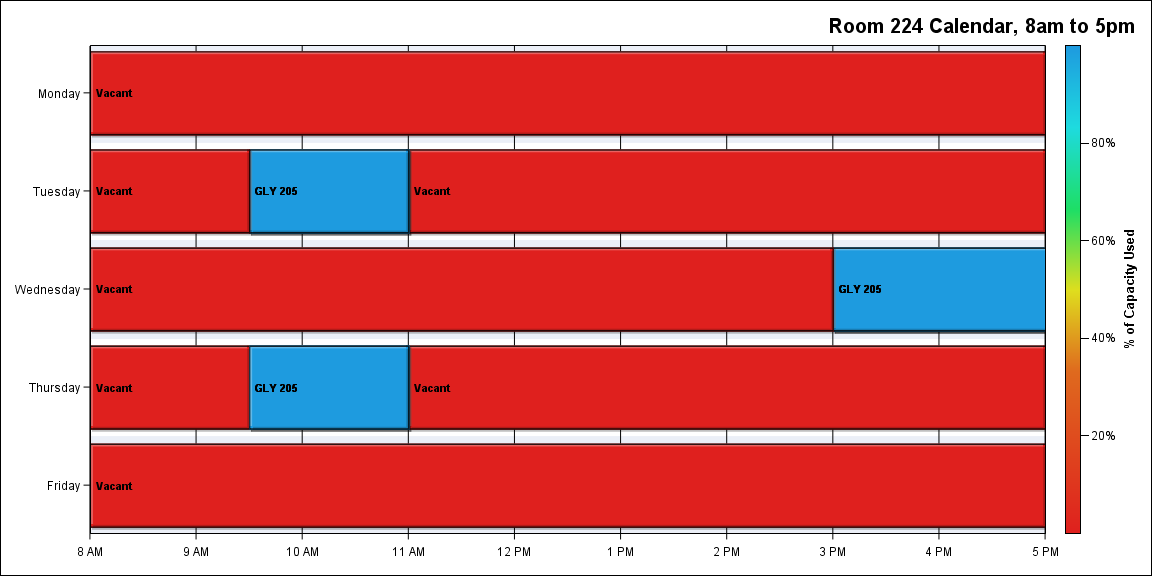 Room 224 Calendar, 8am to 5pm
Monday
Vacant
Tuesday
Vacant
GLY 205
Vacant
Wednesday
Vacant
GLY 205
Thursday
Vacant
GLY 205
Vacant
Friday
Vacant
8 AM
9 AM
10 AM
11 AM
12 PM
1 PM
2 PM
3 PM
4 PM
5 PM
80%
60%
40%
20%
% of Capacity Used